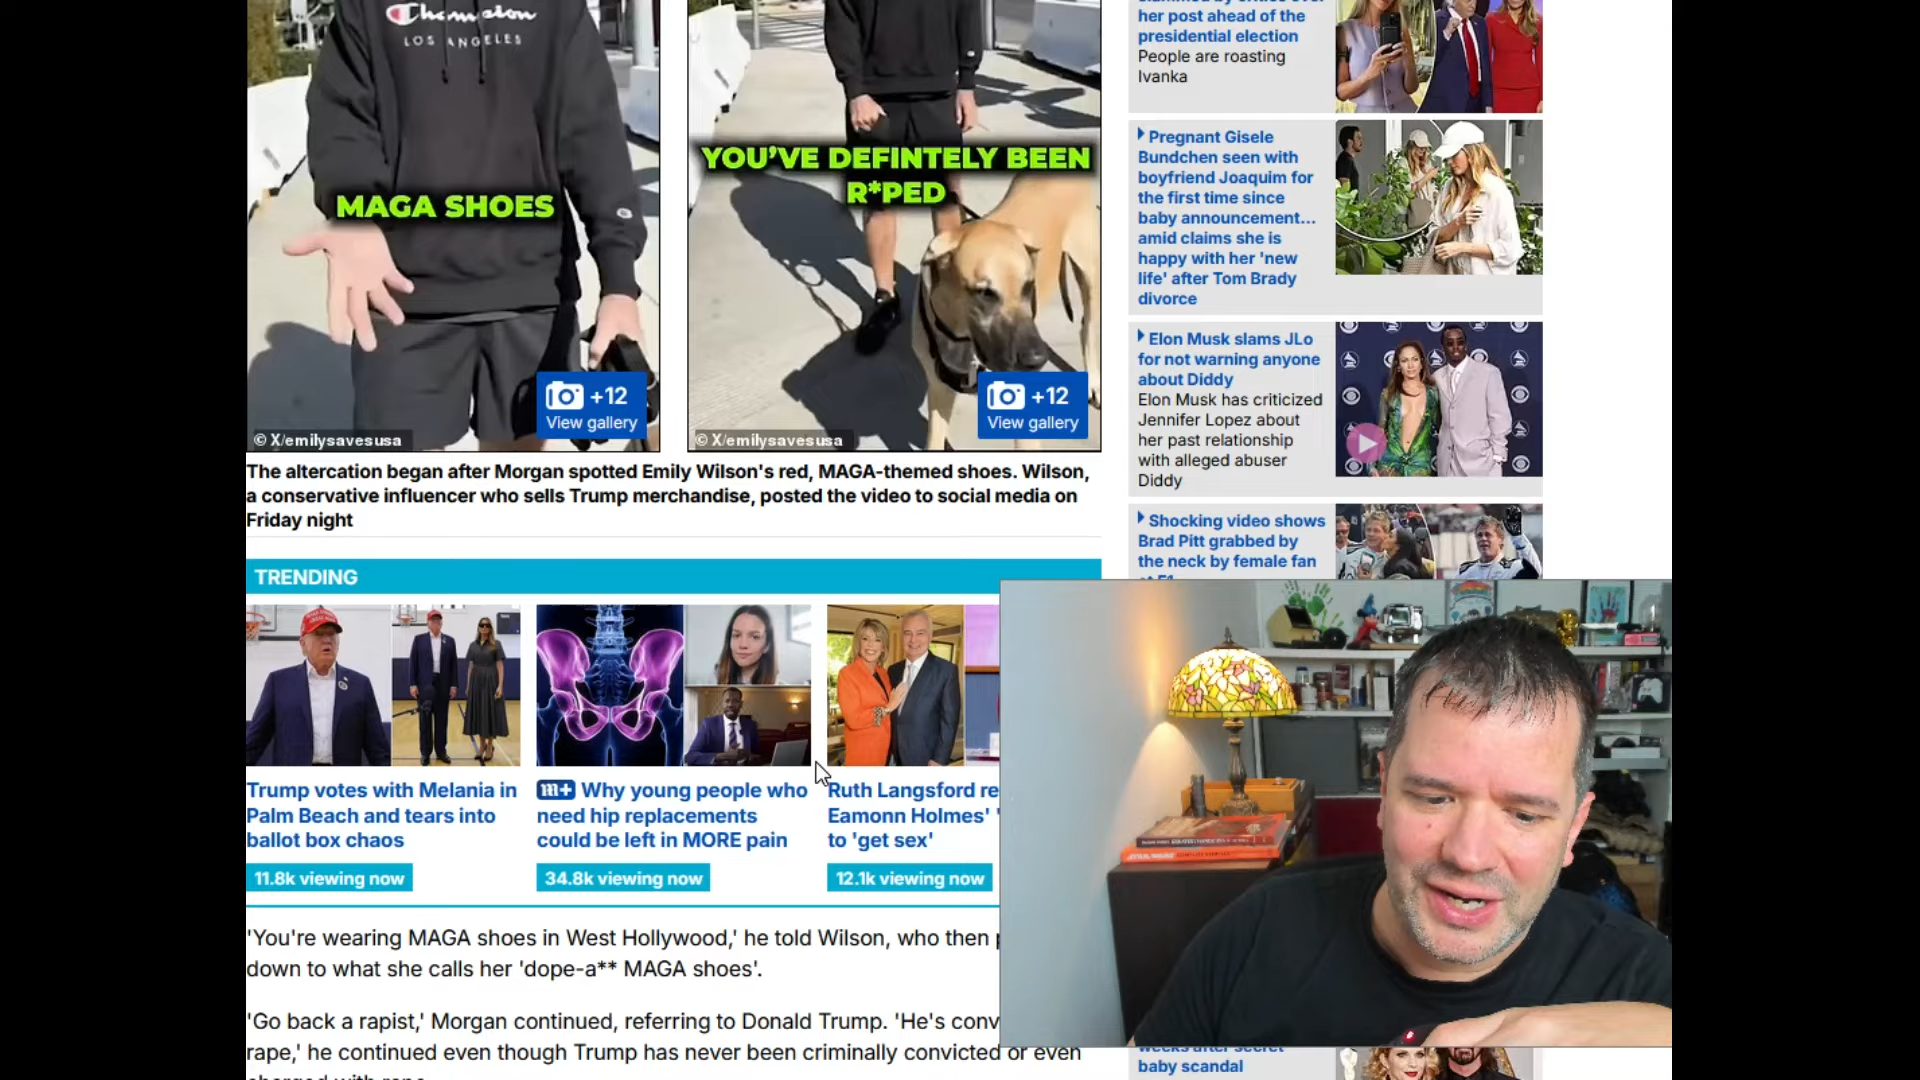 Champion
LOS ANGELES
MAGA SHOES
+12
View gallery
© X/emilysavesusa
YOU'VE DEFINTELY BEEN
R*PED
+12
View gallery
© X/emilysavesusa
The altercation began after Morgan spotted Emily Wilson's red, MAGA-themed shoes. Wilson,
a conservative influencer who sells Trump merchandise, posted the video to social media on
Friday night
TRENDING
Trump votes with Melania in
Palm Beach and tears into
ballot box chaos
11.8k viewing now
m+ Why young people who
need hip replacements
could be left in MORE pain
34.8k viewing now
Ruth Langsford re
Eamonn Holmes'
to 'get sex'
12.1k viewing now
'You're wearing MAGA shoes in West Hollywood,' he told Wilson, who then
down to what she calls her 'dope-a** MAGA shoes'.
'Go back a rapist,' Morgan continued, referring to Donald Trump. 'He's conv
rape,' he continued even though Trump has never been criminally convicted or even
her post ahead of the
presidential election
People are roasting
Ivanka
Pregnant Gisele
Bundchen seen with
boyfriend Joaquim for
the first time since
baby announcement...
amid claims she is
happy with her 'new
life' after Tom Brady
divorce
Elon Musk slams JLo
for not warning anyone
about Diddy
Elon Musk has criticized
Jennifer Lopez about
her past relationship
with alleged abuser
Diddy
Shocking video shows
Brad Pitt grabbed by
the neck by female fan
baby scandal